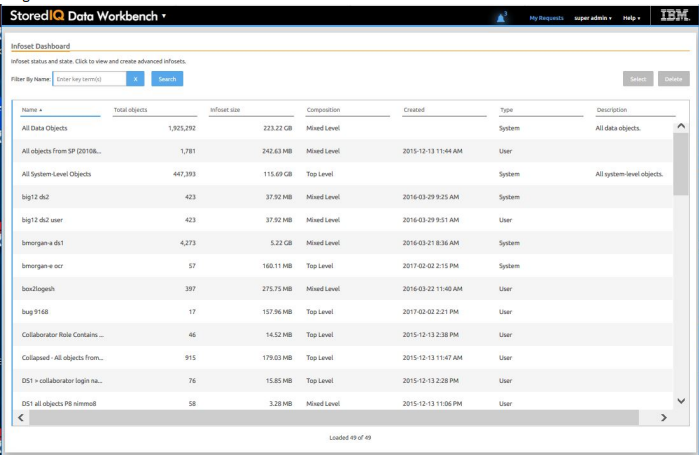 StoredIQ Data Workbench ▾ 3 My Requests super admin ▾ Help ▾ IBM.
Infoset Dashboard
Infoset status and state. Click to view and create advanced infosets.
Filter By Name: Enter key term(s) X Search Select Delete
Name ▴ Total objects Infoset size Composition Created Type Description
All Data Objects 1,925,292 223.22 GB Mixed Level System All data objects.
All objects from SP (2010&... 1,781 242.63 MB Mixed Level 2015-12-13 11:44 AM User
All System-Level Objects 447,393 115.69 GB Top Level System All system-level objects.
big12 ds2 423 37.92 MB Mixed Level 2016-03-29 9:25 AM System
big12 ds2 user 423 37.92 MB Mixed Level 2016-03-29 9:51 AM User
bmorgan-a ds1 4,273 5.22 GB Mixed Level 2016-03-21 8:36 AM System
bmorgan-e ocr 57 160.11 MB Top Level 2017-02-02 2:15 PM System
box2logesh 397 275.75 MB Mixed Level 2016-03-22 11:40 AM User
bug 9168 17 157.96 MB Top Level 2017-02-02 2:21 PM User
Collaborator Role Contains ... 46 14.52 MB Top Level 2015-12-13 2:38 PM User
Collapsed - All objects from... 915 179.03 MB Top Level 2015-12-13 11:47 AM User
DS1 > collaborator login na... 76 15.85 MB Top Level 2015-12-13 2:28 PM User
DS1 all objects P8 nimmo8 58 3.28 MB Mixed Level 2015-12-13 11:06 PM User
Loaded 49 of 49